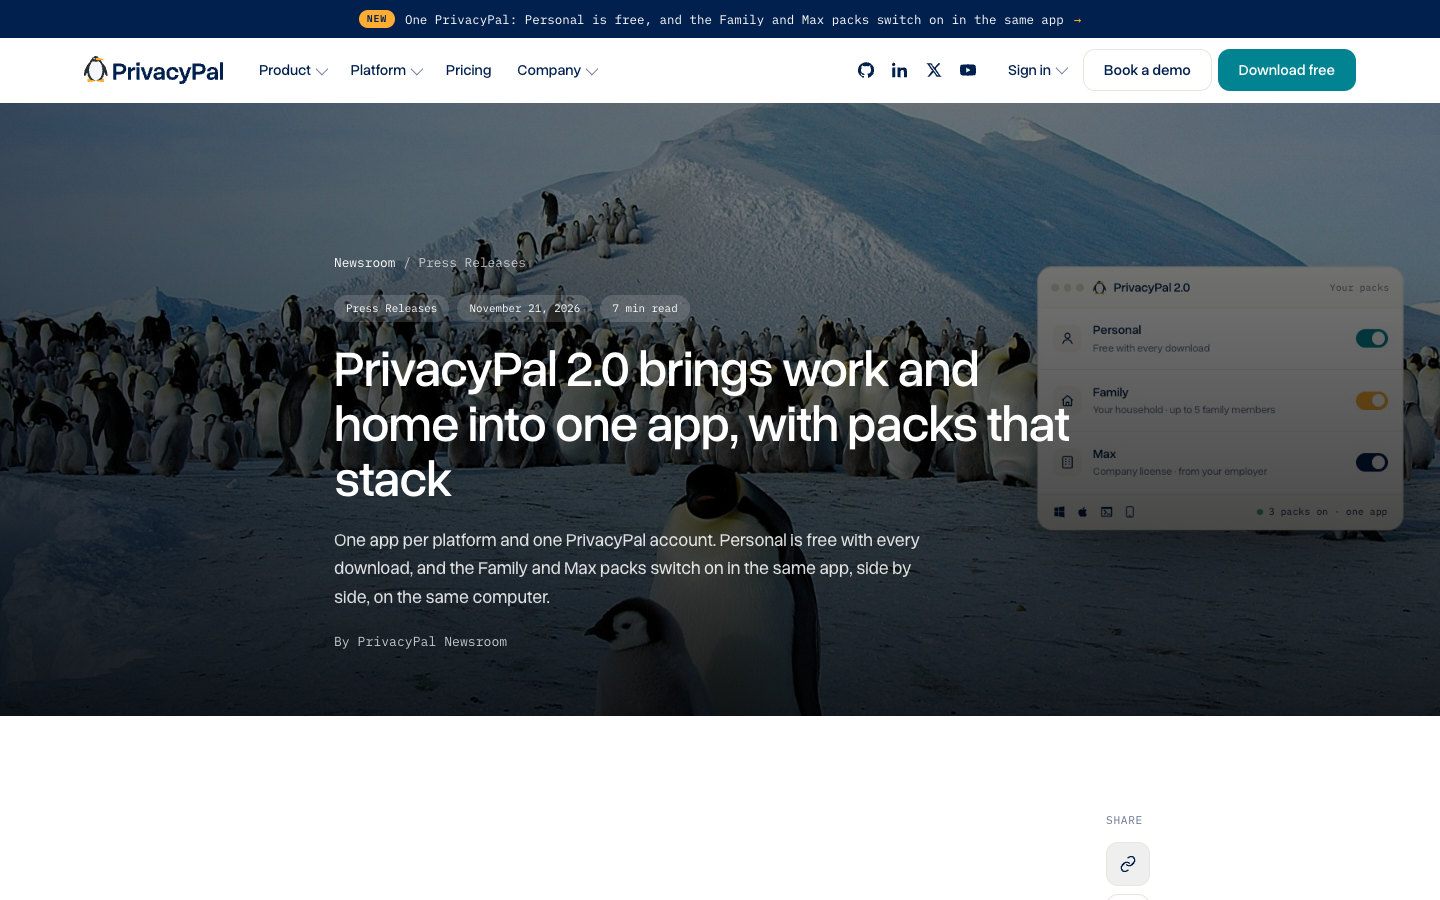 NEW One PrivacyPal: Personal is free, and the Family and Max packs switch on in the same app →
PrivacyPal Product Platform Pricing Company Sign in Book a demo Download free
Newsroom / Press Releases
Press Releases November 21, 2026 7 min read
PrivacyPal 2.0 brings work and
home into one app, with packs that
stack
One app per platform and one PrivacyPal account. Personal is free with every
download, and the Family and Max packs switch on in the same app, side by
side, on the same computer.
By PrivacyPal Newsroom
PrivacyPal 2.0 Your packs
Personal
Free with every download
Family
Your household · up to 5 family members
Max
Company license · from your employer
3 packs on · one app
SHARE